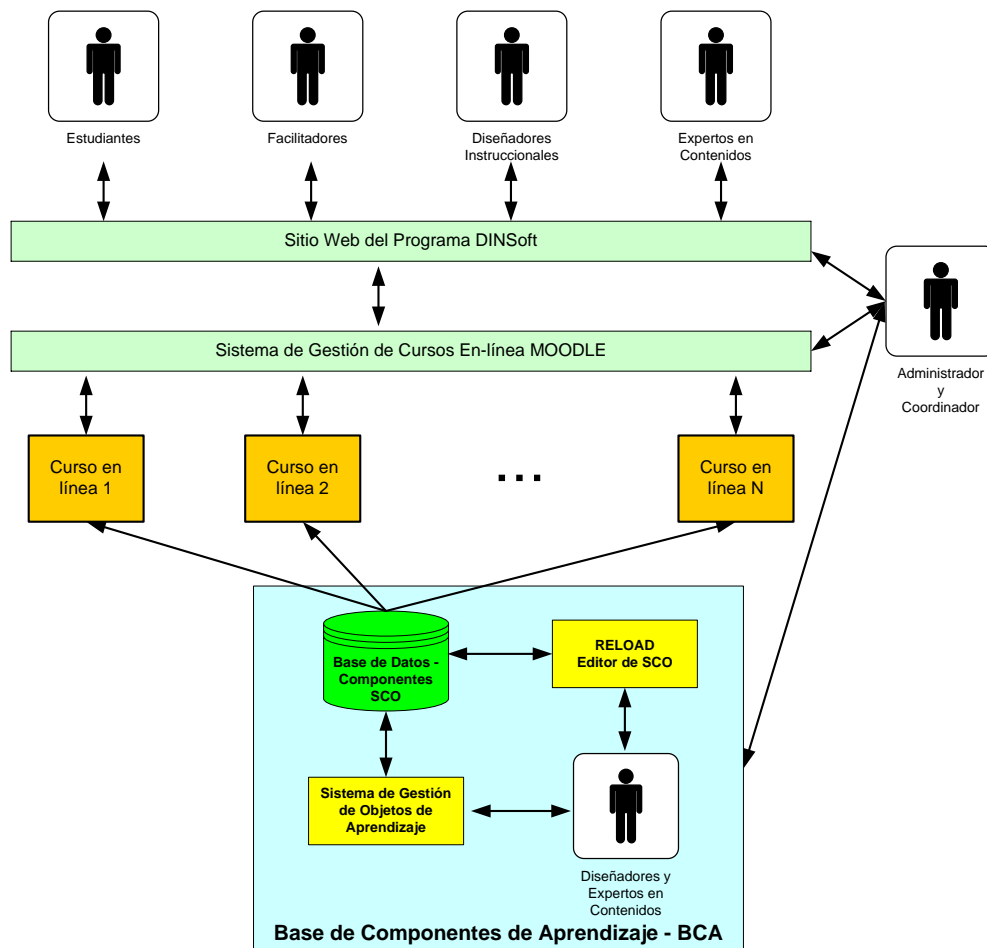 Estudiantes
Facilitadores
Diseñadores
Instruccionales
Expertos en
Contenidos
Sitio Web del Programa DINSoft
Sistema de Gestión de Cursos En-línea MOODLE
Administrador
y
Coordinador
Curso en
línea 1
Curso en
línea 2
...
Curso en
línea N
Base de Datos -
Componentes
SCO
RELOAD
Editor de SCO
Sistema de Gestión
de Objetos de
Aprendizaje
Diseñadores y
Expertos en
Contenidos
Base de Componentes de Aprendizaje - BCA